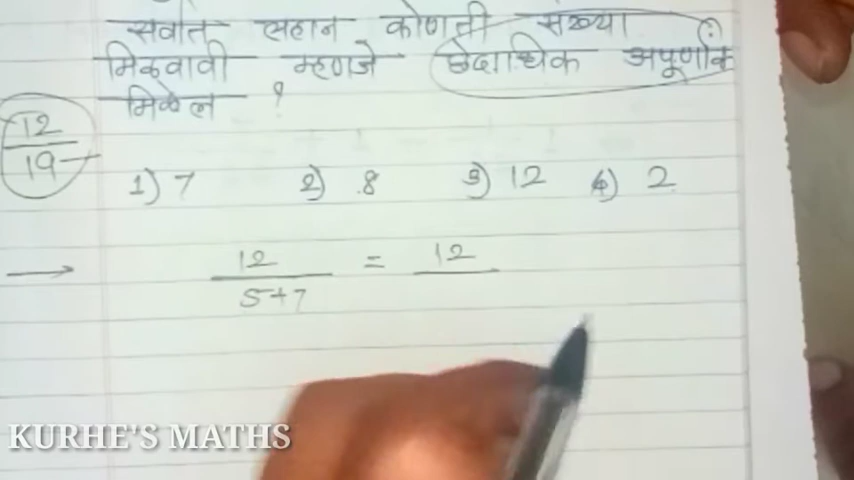 सर्वात लहान कोणती संख्या
मिळवावी म्हणजे छेदाधिक अपूर्णांक
मिळेल ?
12
19
1) 7 2) 8 3) 12 4) 2
→ 12 = 12
5+7
KURHE'S MATHS